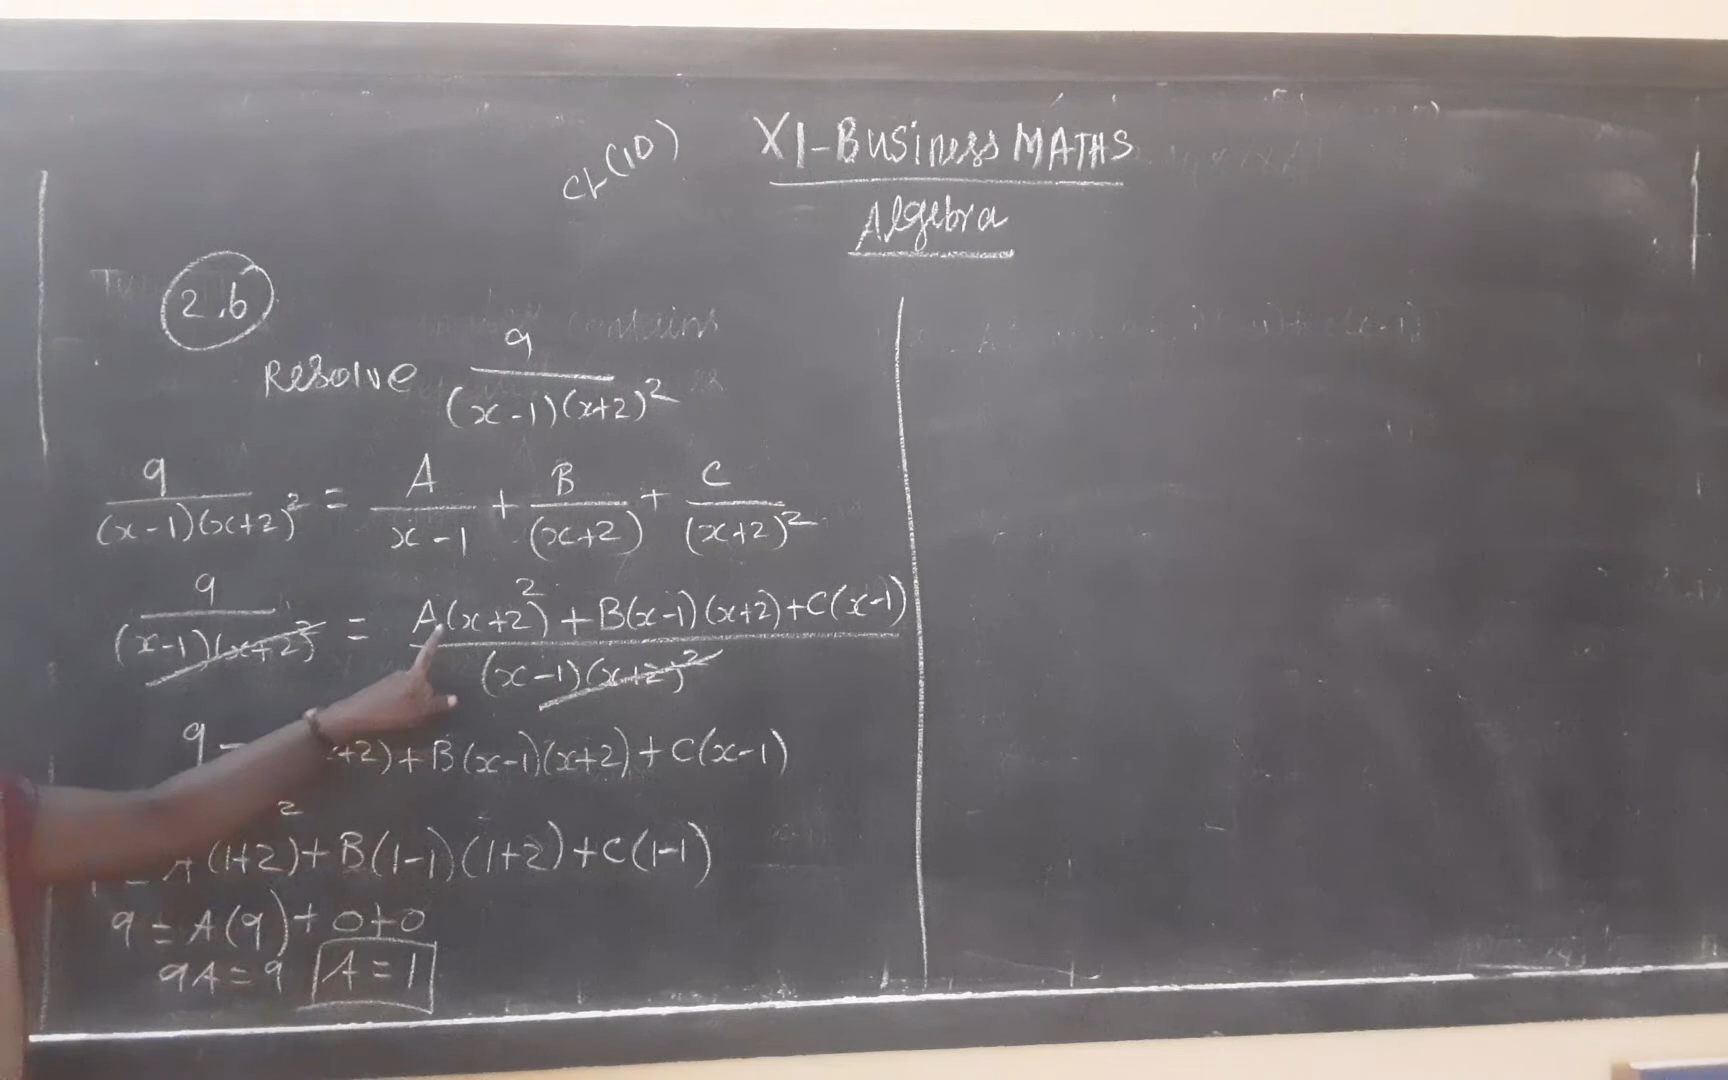 CH (10)
XI-Business MATHS
Algebra
2.6
Resolve 9/(x-1)(x+2)²
9/(x-1)(x+2)² = A/x-1 + B/(x+2) + C/(x+2)²
9/(x-1)(x+2)² = A(x+2)² + B(x-1)(x+2) + C(x-1)/(x-1)(x+2)²
9 +2) + B(x-1)(x+2) + C(x-1)
= A(1+2)² + B(1-1)(1+2) + C(1-1)
9 = A(9) + 0+0
9A = 9 A = 1